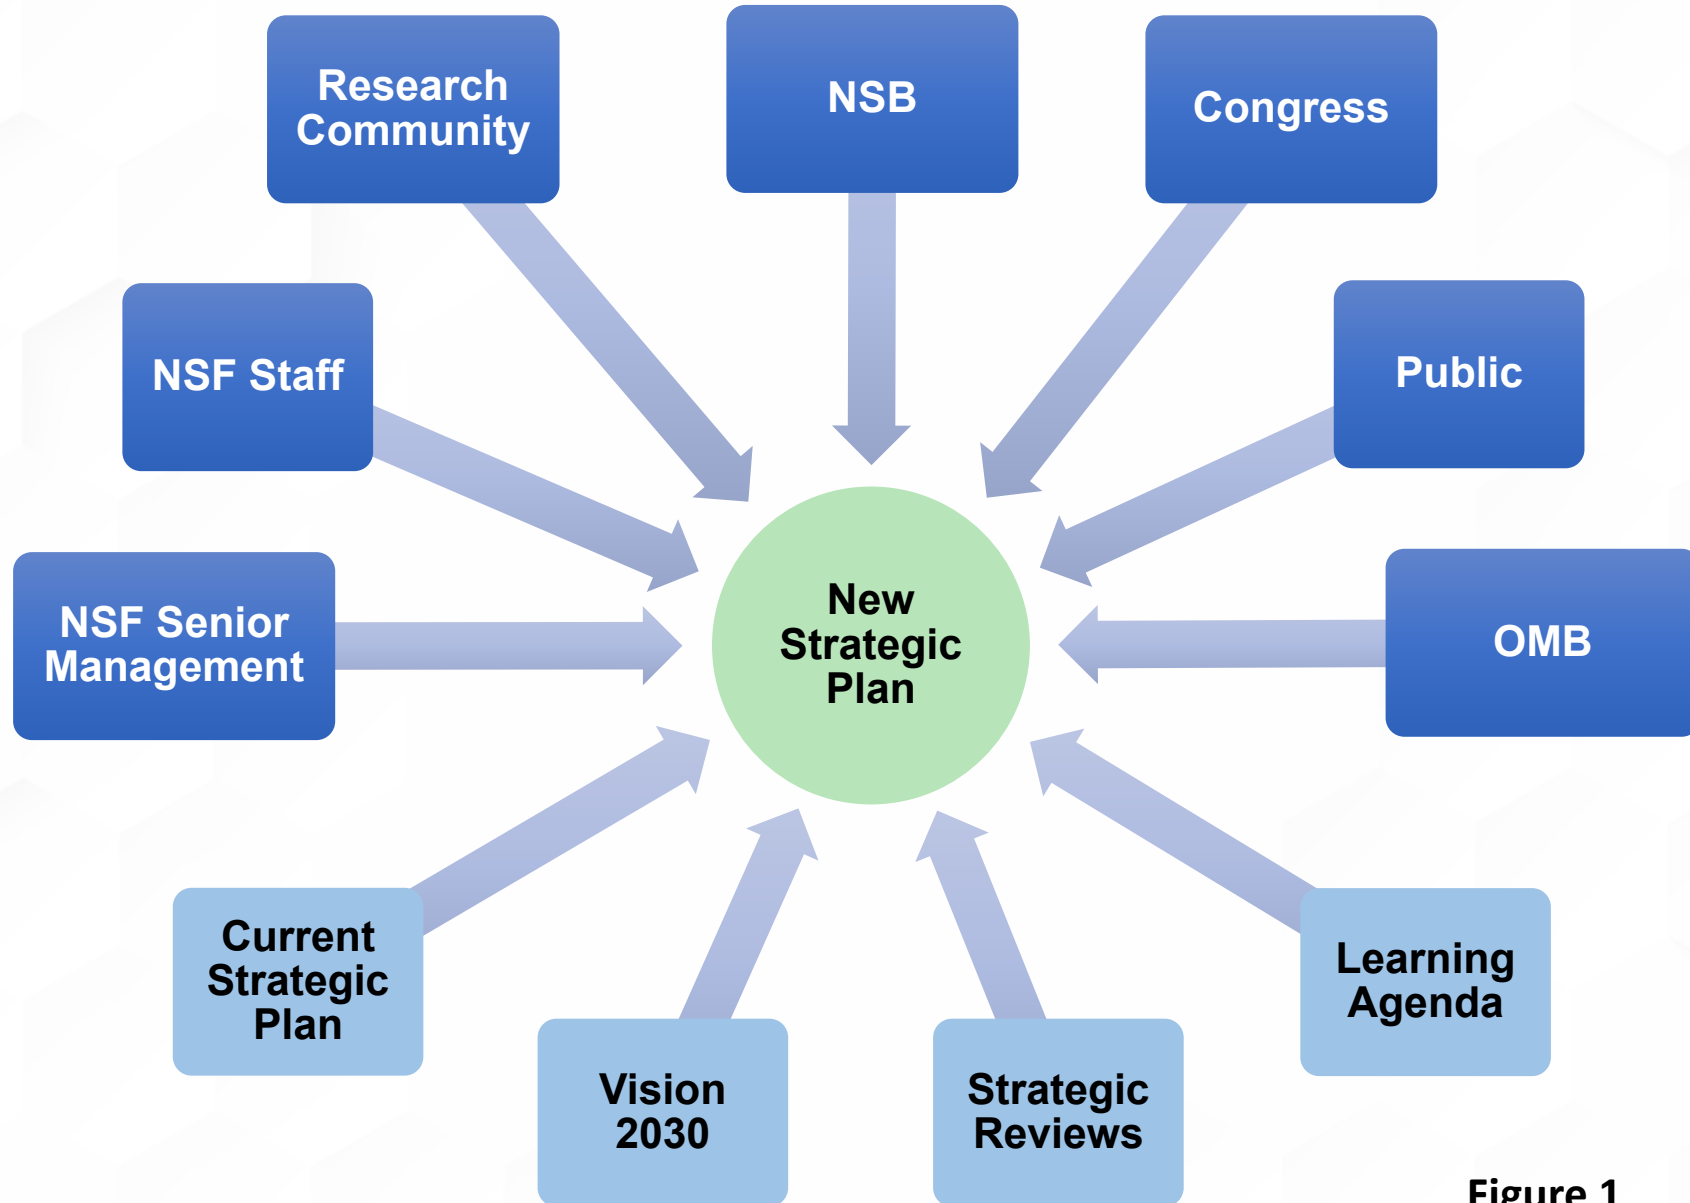 Research
Community
NSB
Congress
NSF Staff
Public
NSF Senior
Management
New
Strategic
Plan
OMB
Current
Strategic
Plan
Vision
2030
Strategic
Reviews
Learning
Agenda
Figure 1